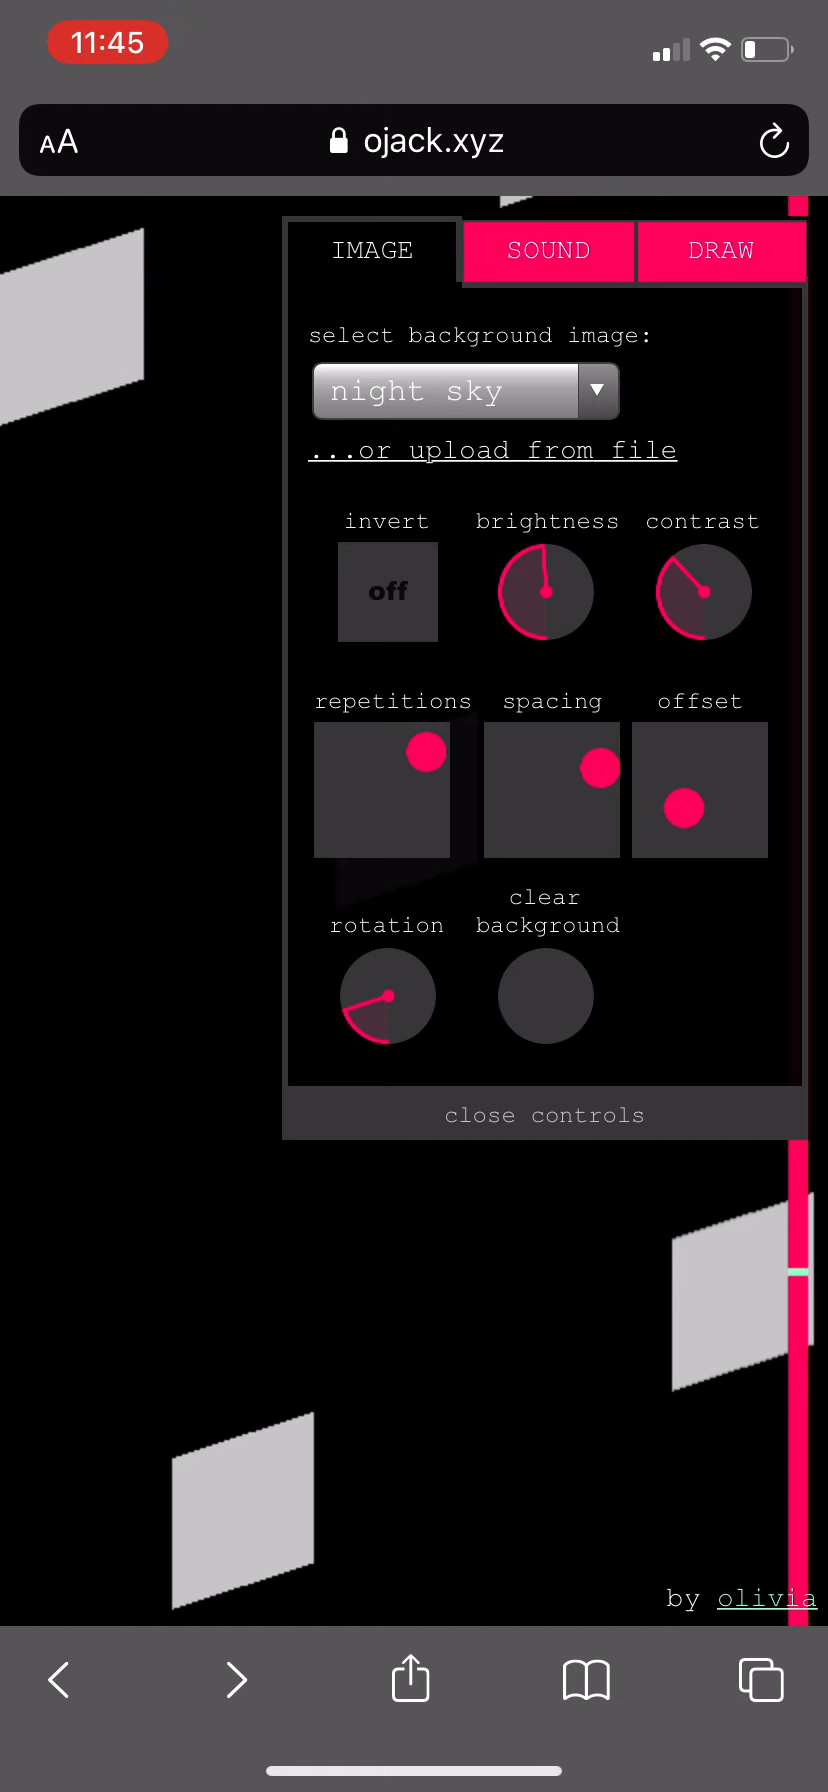 11:45
AA ojack.xyz
IMAGE SOUND DRAW
select background image:
night sky
...or upload from file
invert brightness contrast
off
repetitions spacing offset
clear
rotation background
close controls
by olivia